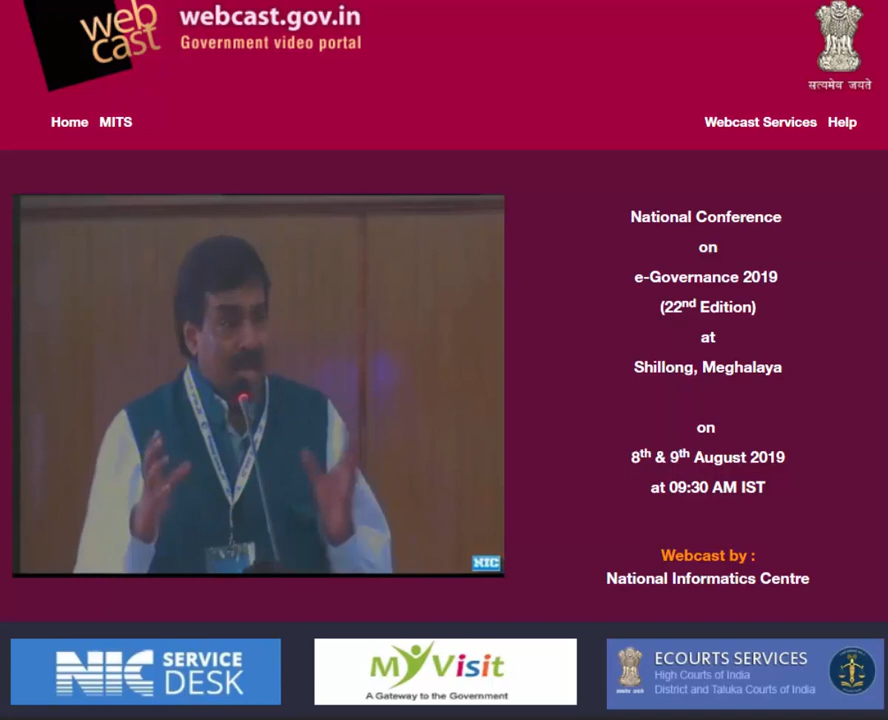 web
cast
webcast.gov.in
Government video portal
सत्यमेव जयते
Home MITS
Webcast Services Help
National Conference
on
e-Governance 2019
(22nd Edition)
at
Shillong, Meghalaya
on
8th & 9th August 2019
at 09:30 AM IST
Webcast by :
National Informatics Centre
NIC
NIC SERVICE DESK
MyVisit
A Gateway to the Government
ECOURTS SERVICES
High Courts of India
District and Taluka Courts of India